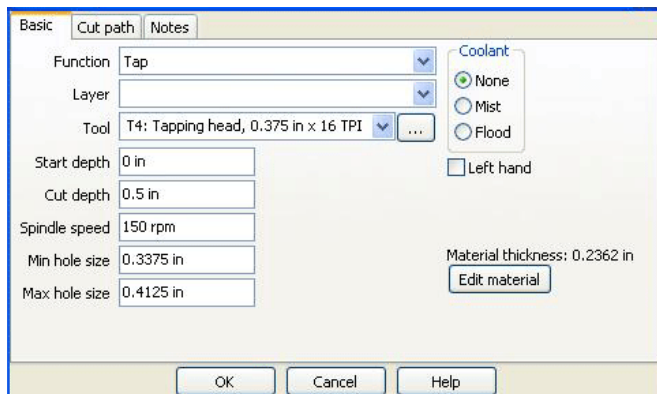 Basic Cut path Notes
Function Tap
Layer
Tool T4: Tapping head, 0.375 in x 16 TPI ...
Start depth 0 in
Cut depth 0.5 in
Spindle speed 150 rpm
Min hole size 0.3375 in
Max hole size 0.4125 in
Coolant
None
Mist
Flood
Left hand
Material thickness: 0.2362 in
Edit material
OK Cancel Help